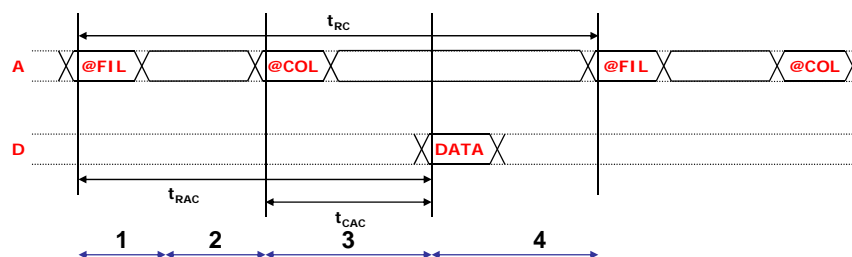 tRC
A @FIL @COL @FIL @COL
D DATA
tRAC
tCAC
1 2 3 4